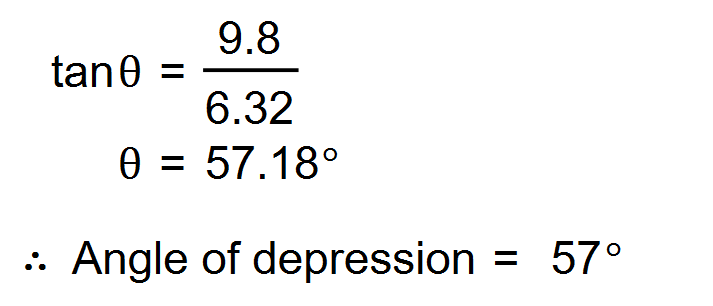 tanθ = 9.8/6.32
θ = 57.18°
∴ Angle of depression = 57°